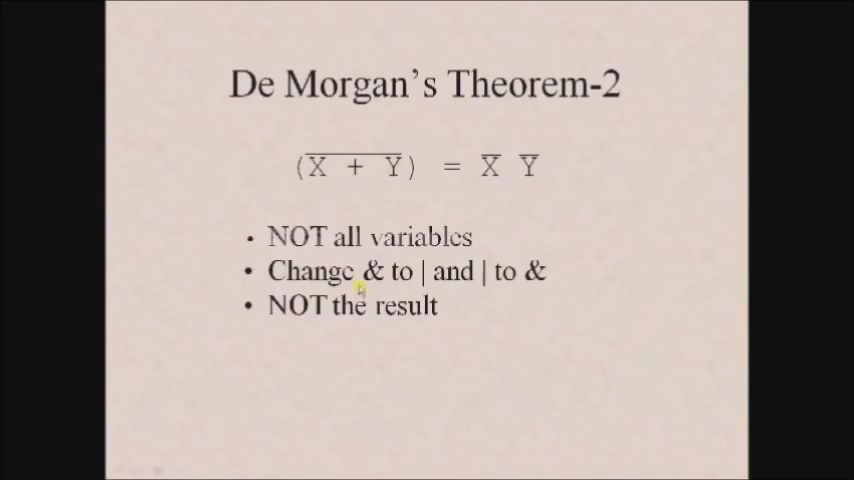 De Morgan's Theorem-2
(X̅ ̅+̅ ̅Y̅) = X̅ Y̅
• NOT all variables
• Change & to | and | to &
• NOT the result